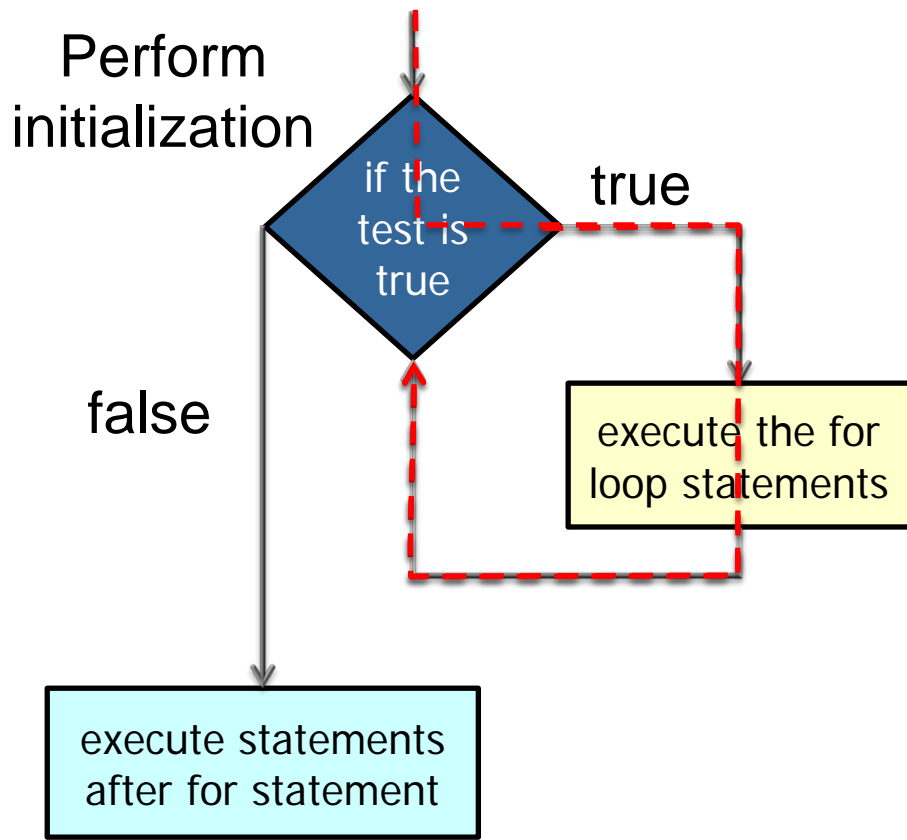 Perform
initialization
if the
test is
true
true
false
execute the for
loop statements
execute statements
after for statement